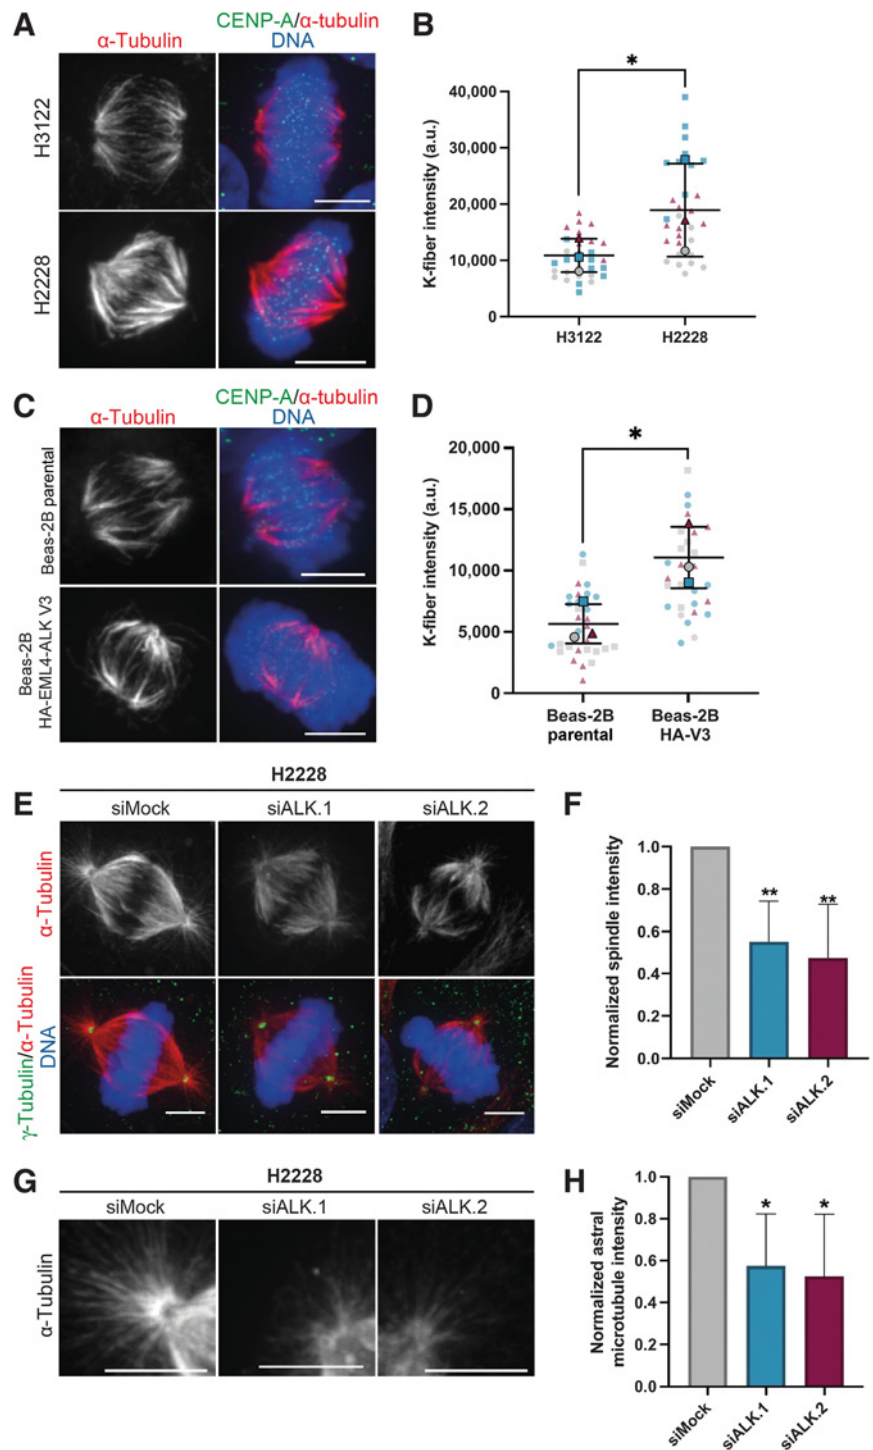 A
α-Tubulin
CENP-A/α-tubulin
DNA
H3122
H2228
B
*
K-fiber intensity (a.u.)
40,000
30,000
20,000
10,000
0
H3122
H2228
C
α-Tubulin
CENP-A/α-tubulin
DNA
Beas-2B parental
Beas-2B
HA-EML4-ALK V3
D
*
K-fiber intensity (a.u.)
20,000
15,000
10,000
5,000
0
Beas-2B
parental
Beas-2B
HA-V3
E
H2228
siMock
siALK.1
siALK.2
α-Tubulin
γ-Tubulin/α-Tubulin
DNA
F
Normalized spindle intensity
1.0
0.8
0.6
0.4
0.2
0.0
**
**
siMock
siALK.1
siALK.2
G
H2228
siMock
siALK.1
siALK.2
α-Tubulin
H
Normalized astral
microtubule intensity
1.0
0.8
0.6
0.4
0.2
0.0
*
*
siMock
siALK.1
siALK.2